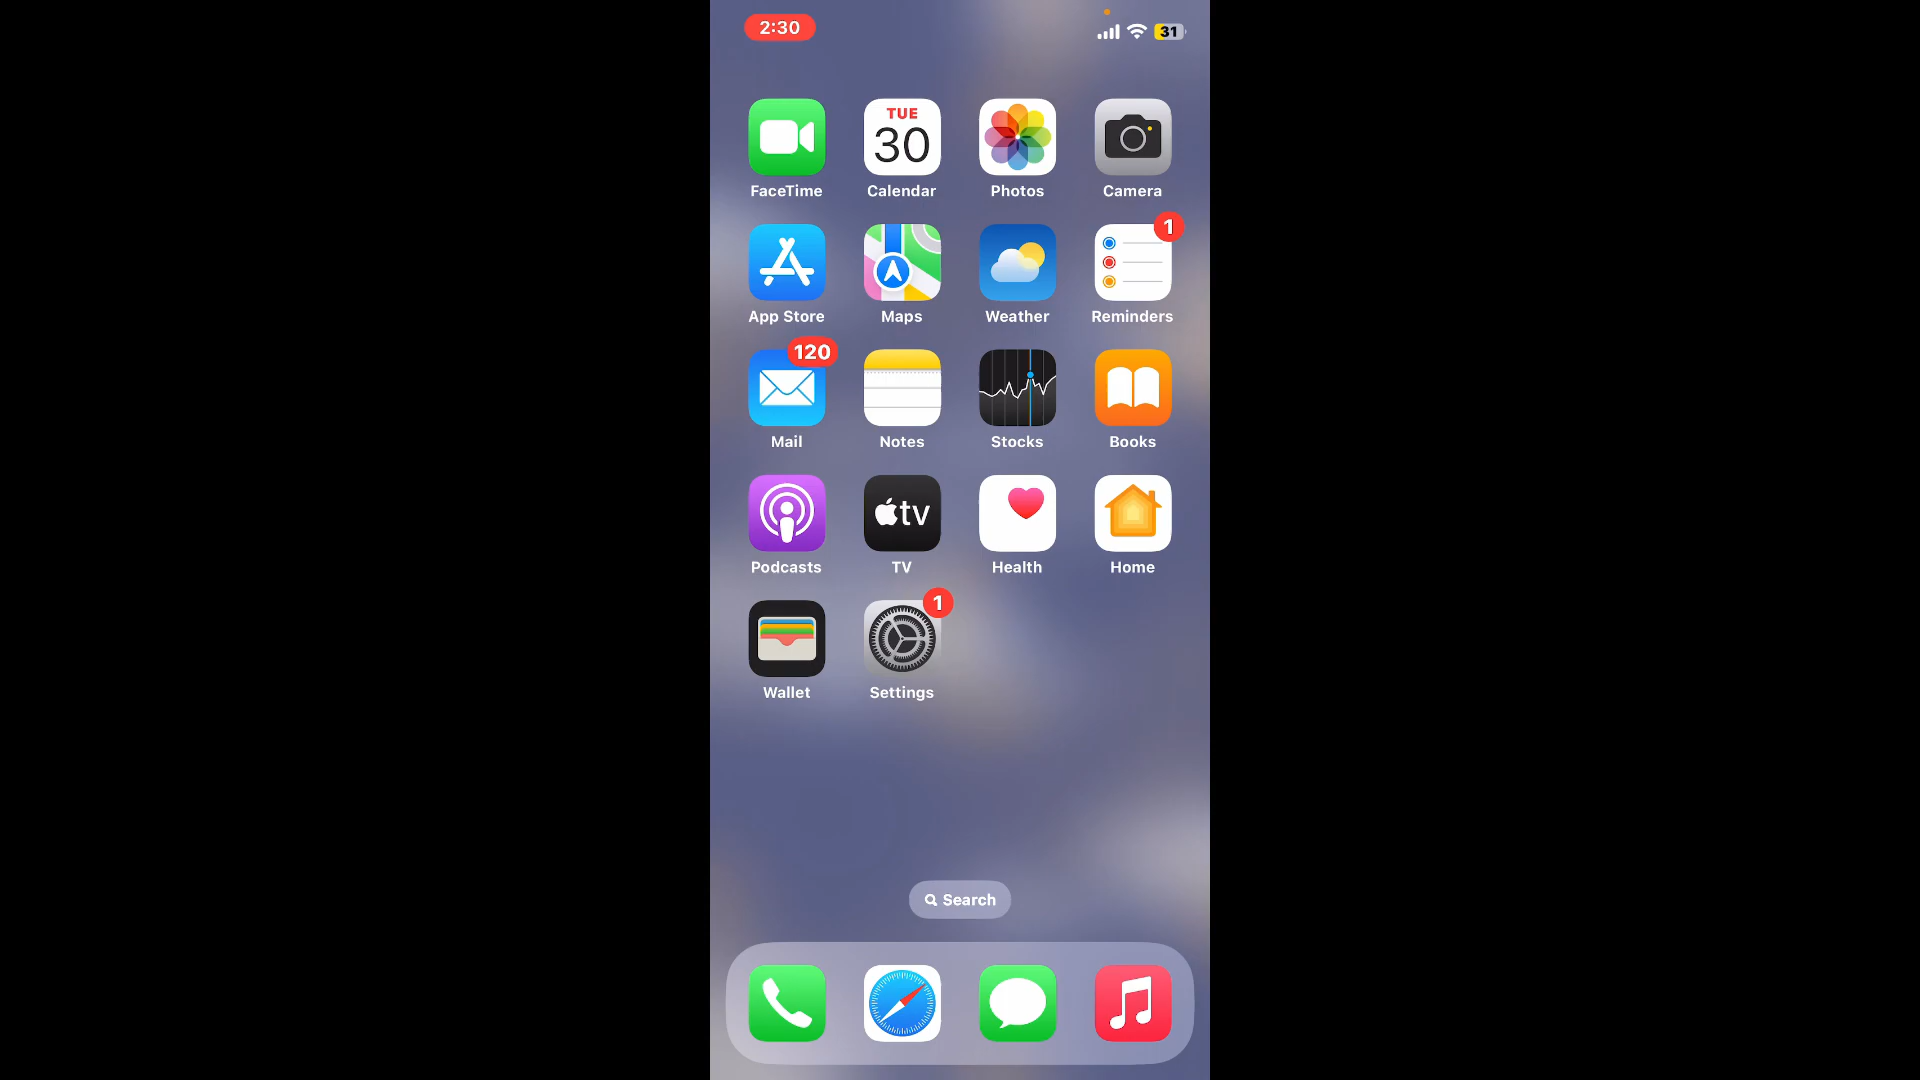 2:30
31
TUE
30
FaceTime Calendar Photos Camera
1
App Store Maps Weather Reminders
120
Mail Notes Stocks Books
tv
Podcasts TV Health Home
1
Wallet Settings
Search